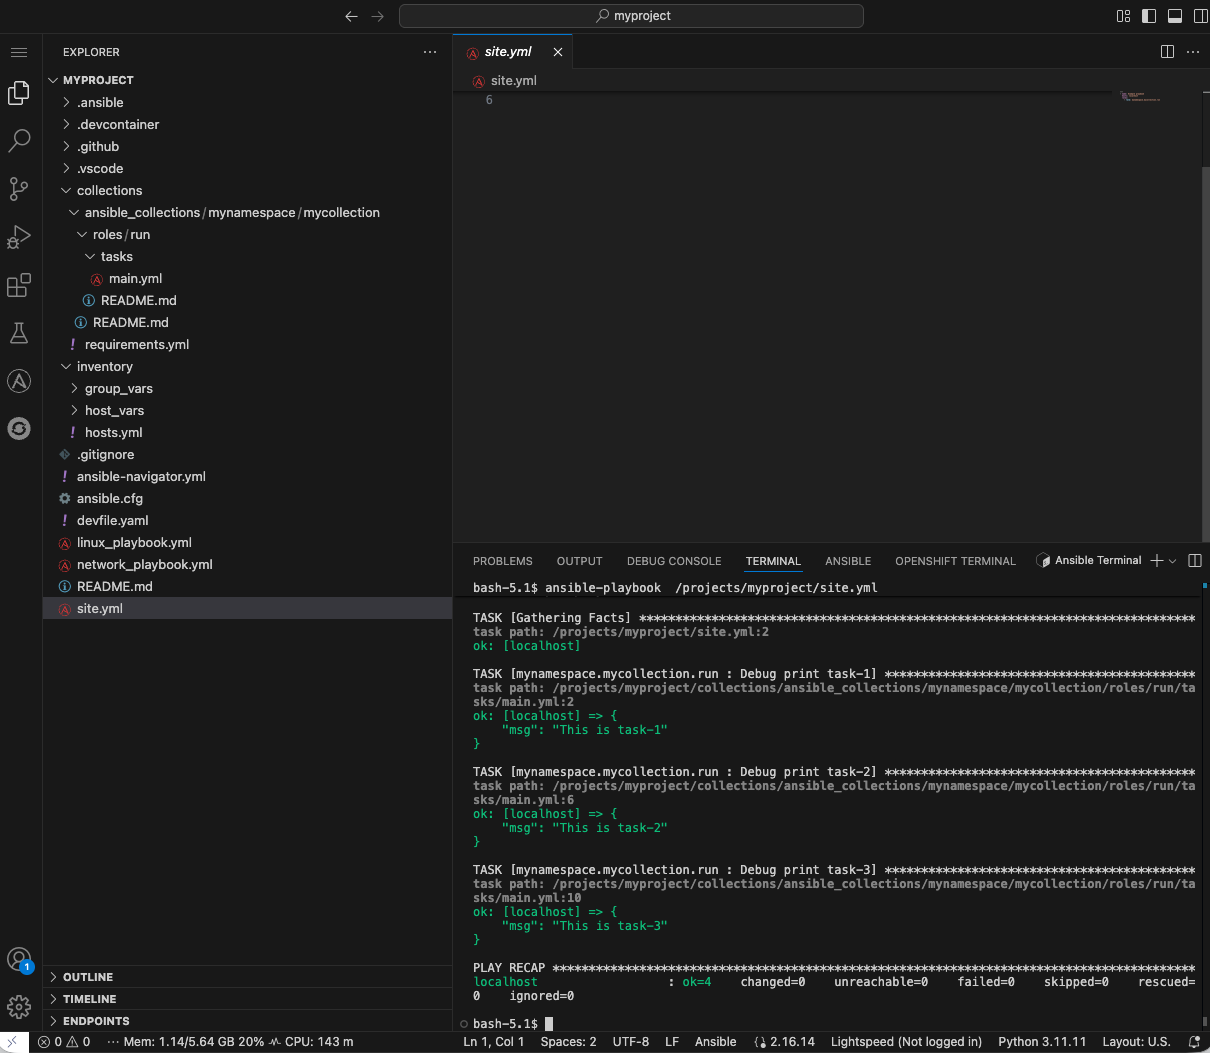 myproject
EXPLORER
MYPROJECT
.ansible
.devcontainer
.github
.vscode
collections
ansible_collections/mynamespace/mycollection
roles/run
tasks
main.yml
README.md
README.md
requirements.yml
inventory
group_vars
host_vars
hosts.yml
.gitignore
ansible-navigator.yml
ansible.cfg
devfile.yaml
linux_playbook.yml
network_playbook.yml
README.md
site.yml
OUTLINE
TIMELINE
ENDPOINTS
site.yml
site.yml
6
PROBLEMS OUTPUT DEBUG CONSOLE TERMINAL ANSIBLE OPENSHIFT TERMINAL Ansible Terminal
bash-5.1$ ansible-playbook  /projects/myproject/site.yml
TASK [Gathering Facts] *****************************************************************************
task path: /projects/myproject/site.yml:2
ok: [localhost]
TASK [mynamespace.mycollection.run : Debug print task-1] *******************************************
task path: /projects/myproject/collections/ansible_collections/mynamespace/mycollection/roles/run/ta
sks/main.yml:2
ok: [localhost] => {
    "msg": "This is task-1"
}
TASK [mynamespace.mycollection.run : Debug print task-2] *******************************************
task path: /projects/myproject/collections/ansible_collections/mynamespace/mycollection/roles/run/ta
sks/main.yml:6
ok: [localhost] => {
    "msg": "This is task-2"
}
TASK [mynamespace.mycollection.run : Debug print task-3] *******************************************
task path: /projects/myproject/collections/ansible_collections/mynamespace/mycollection/roles/run/ta
sks/main.yml:10
ok: [localhost] => {
    "msg": "This is task-3"
}
PLAY RECAP *****************************************************************************************
localhost                  : ok=4    changed=0    unreachable=0    failed=0    skipped=0    rescued=
0    ignored=0
bash-5.1$
1
0 0 Mem: 1.14/5.64 GB 20% CPU: 143 m Ln 1, Col 1 Spaces: 2 UTF-8 LF Ansible 2.16.14 Lightspeed (Not logged in) Python 3.11.11 Layout: U.S.